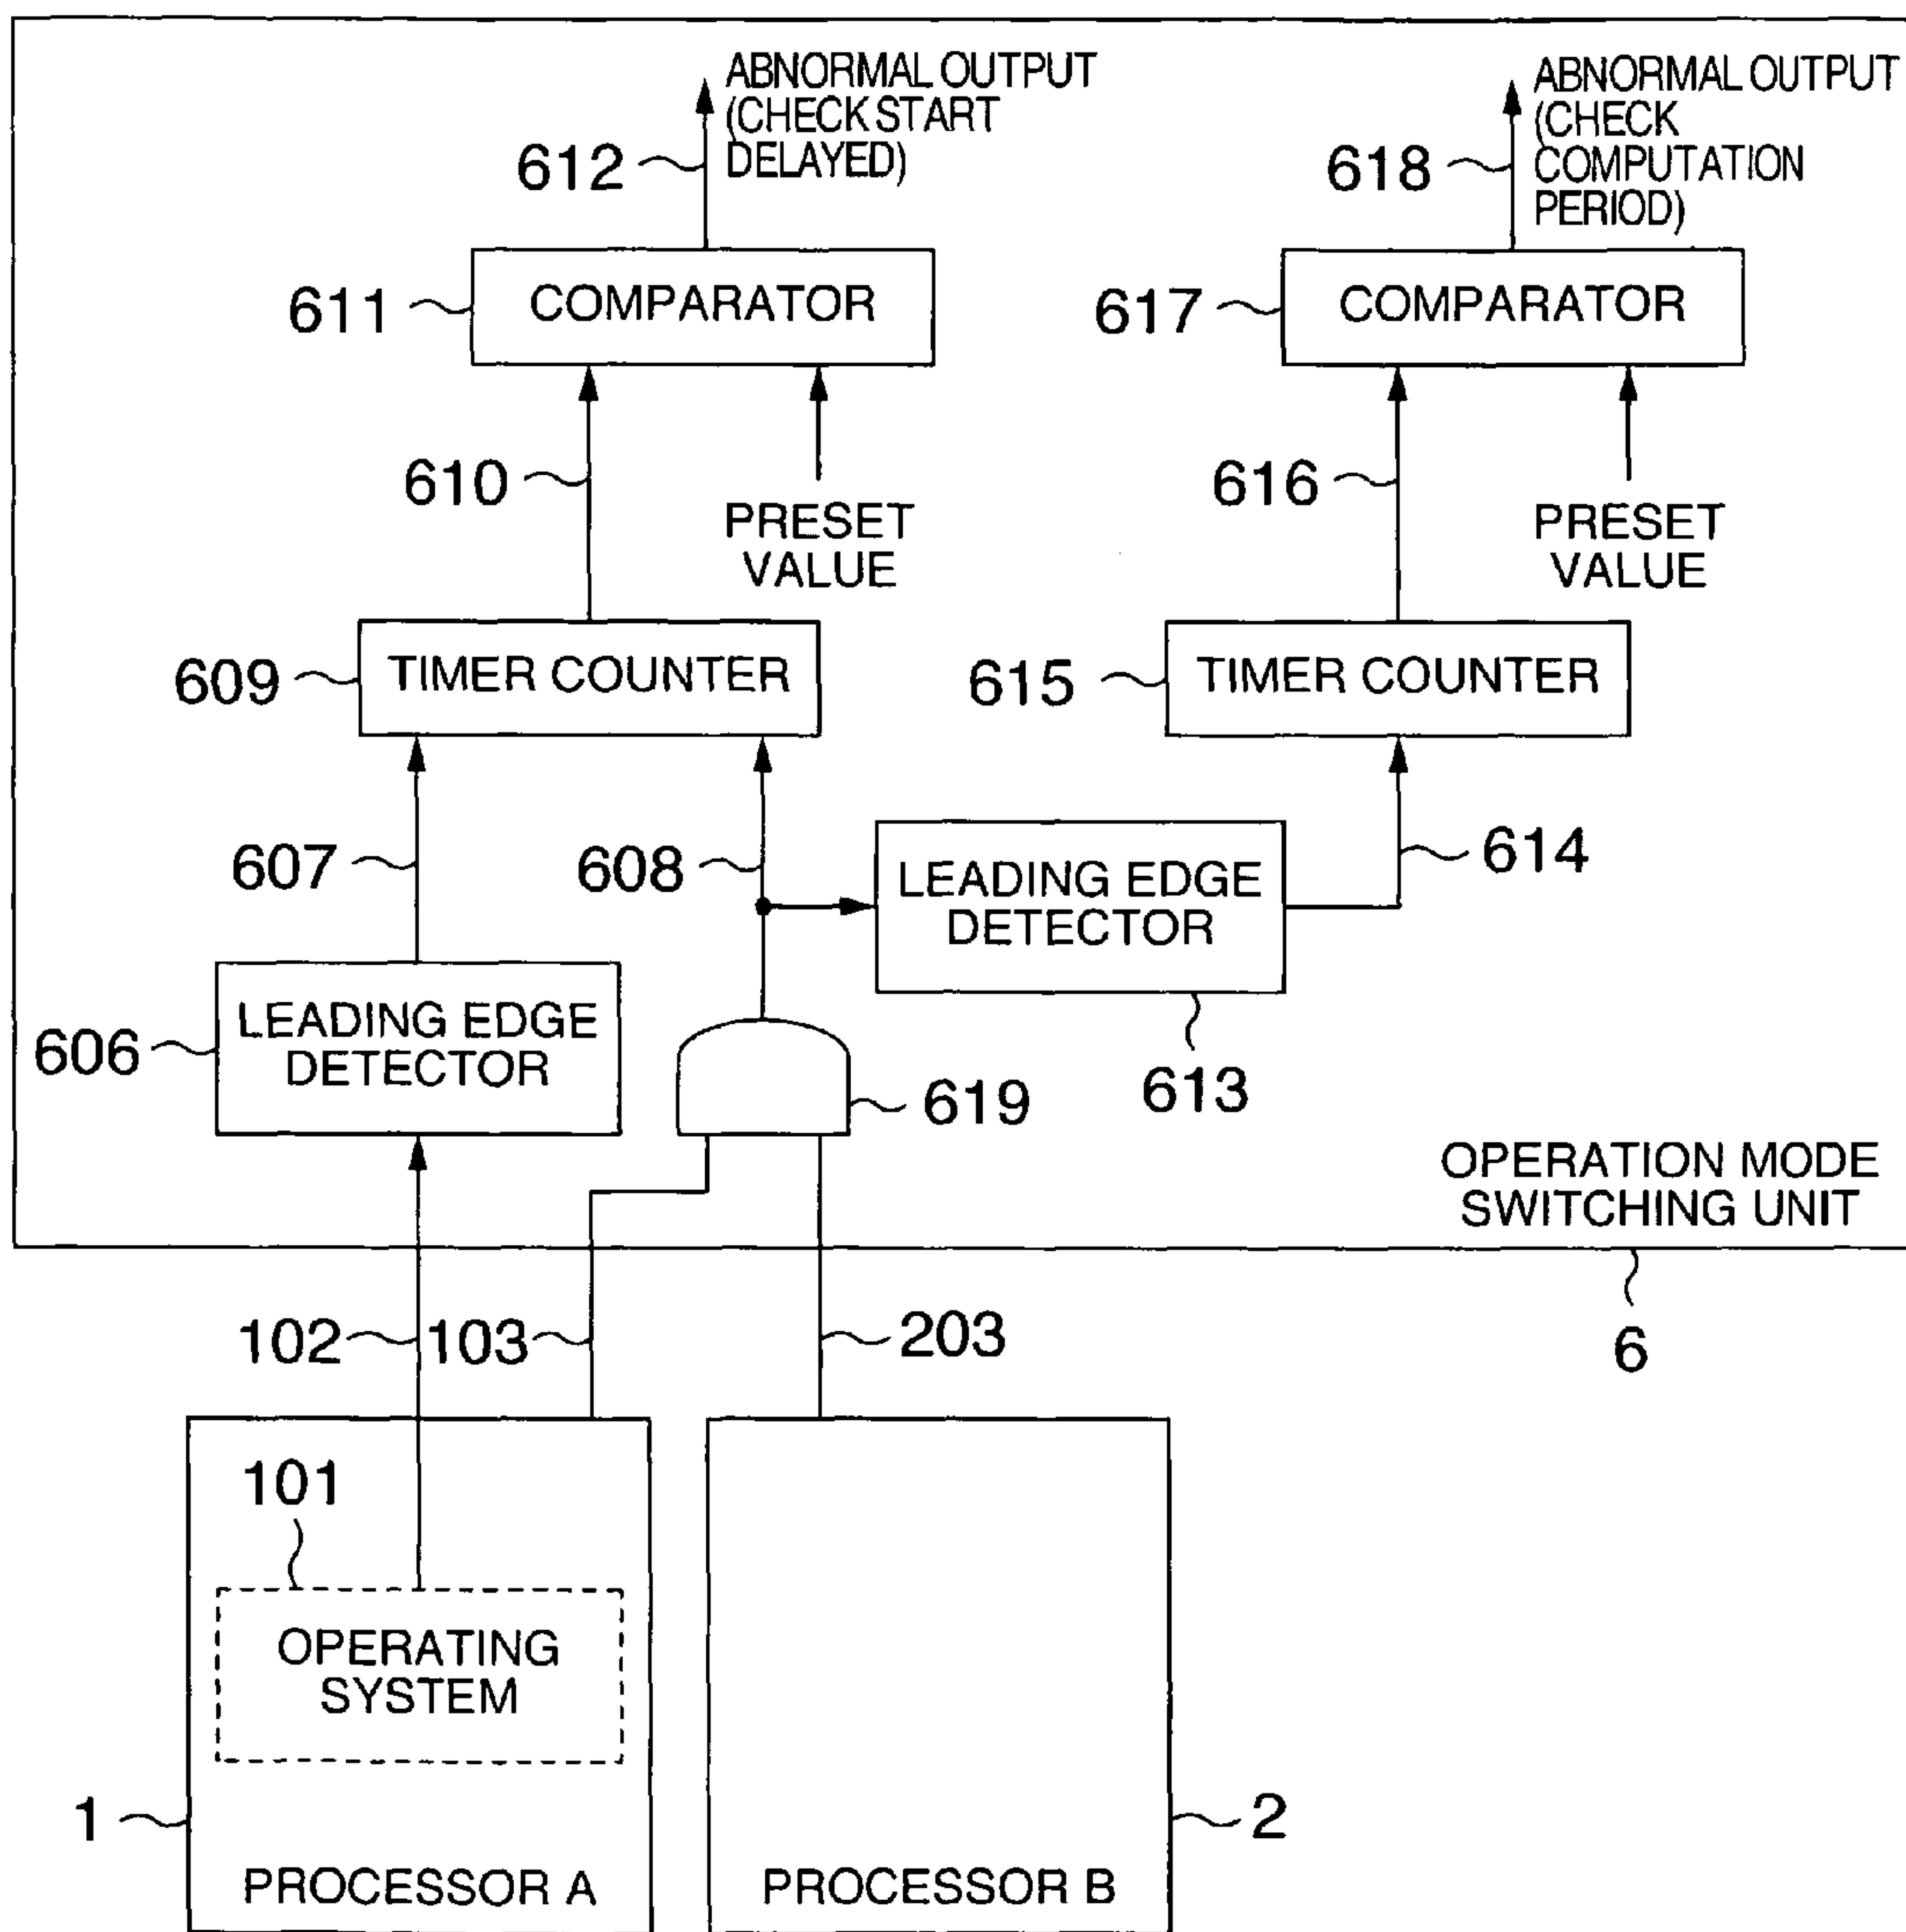 ABNORMAL OUTPUT
(CHECK START
DELAYED)
612
ABNORMAL OUTPUT
(CHECK
COMPUTATION
PERIOD)
618
611
COMPARATOR
617
COMPARATOR
610
PRESET
VALUE
616
PRESET
VALUE
609
TIMER COUNTER
615
TIMER COUNTER
607
608
LEADING EDGE
DETECTOR
614
606
LEADING EDGE
DETECTOR
619
613
OPERATION MODE
SWITCHING UNIT
102
103
203
6
101
OPERATING
SYSTEM
1
2
PROCESSOR A
PROCESSOR B